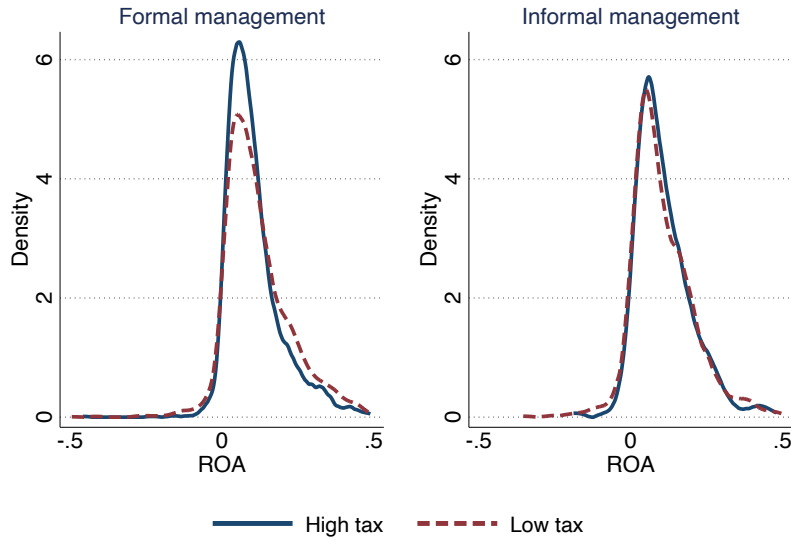 Formal management
Density
0
2
4
6
-.5
0
.5
ROA
Informal management
Density
0
2
4
6
-.5
0
.5
ROA
High tax
Low tax